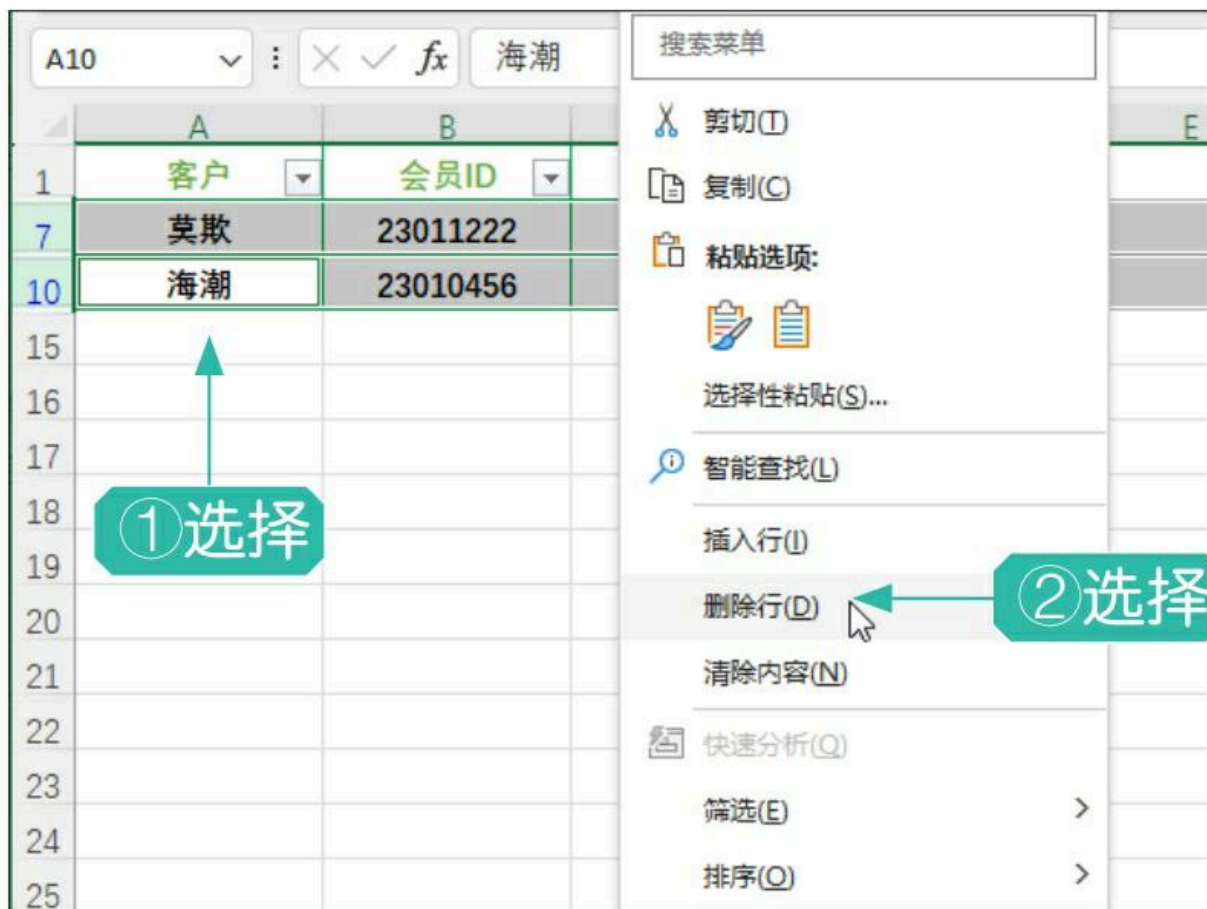 A10
fx
海潮
A
B
E
1
客户
会员ID
7
莫欺
23011222
10
海潮
23010456
15
16
17
18
19
20
21
22
23
24
25
①选择
搜索菜单
剪切(T)
复制(C)
粘贴选项:
选择性粘贴(S)...
智能查找(L)
插入行(I)
删除行(D)
②选择
清除内容(N)
快速分析(Q)
筛选(E)
排序(O)